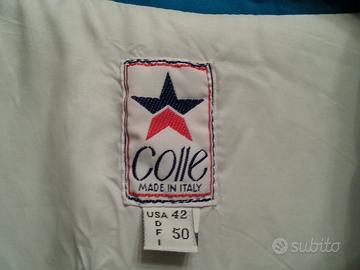 Colle
MADE IN ITALY
USA 42
D
F 50
I
subito